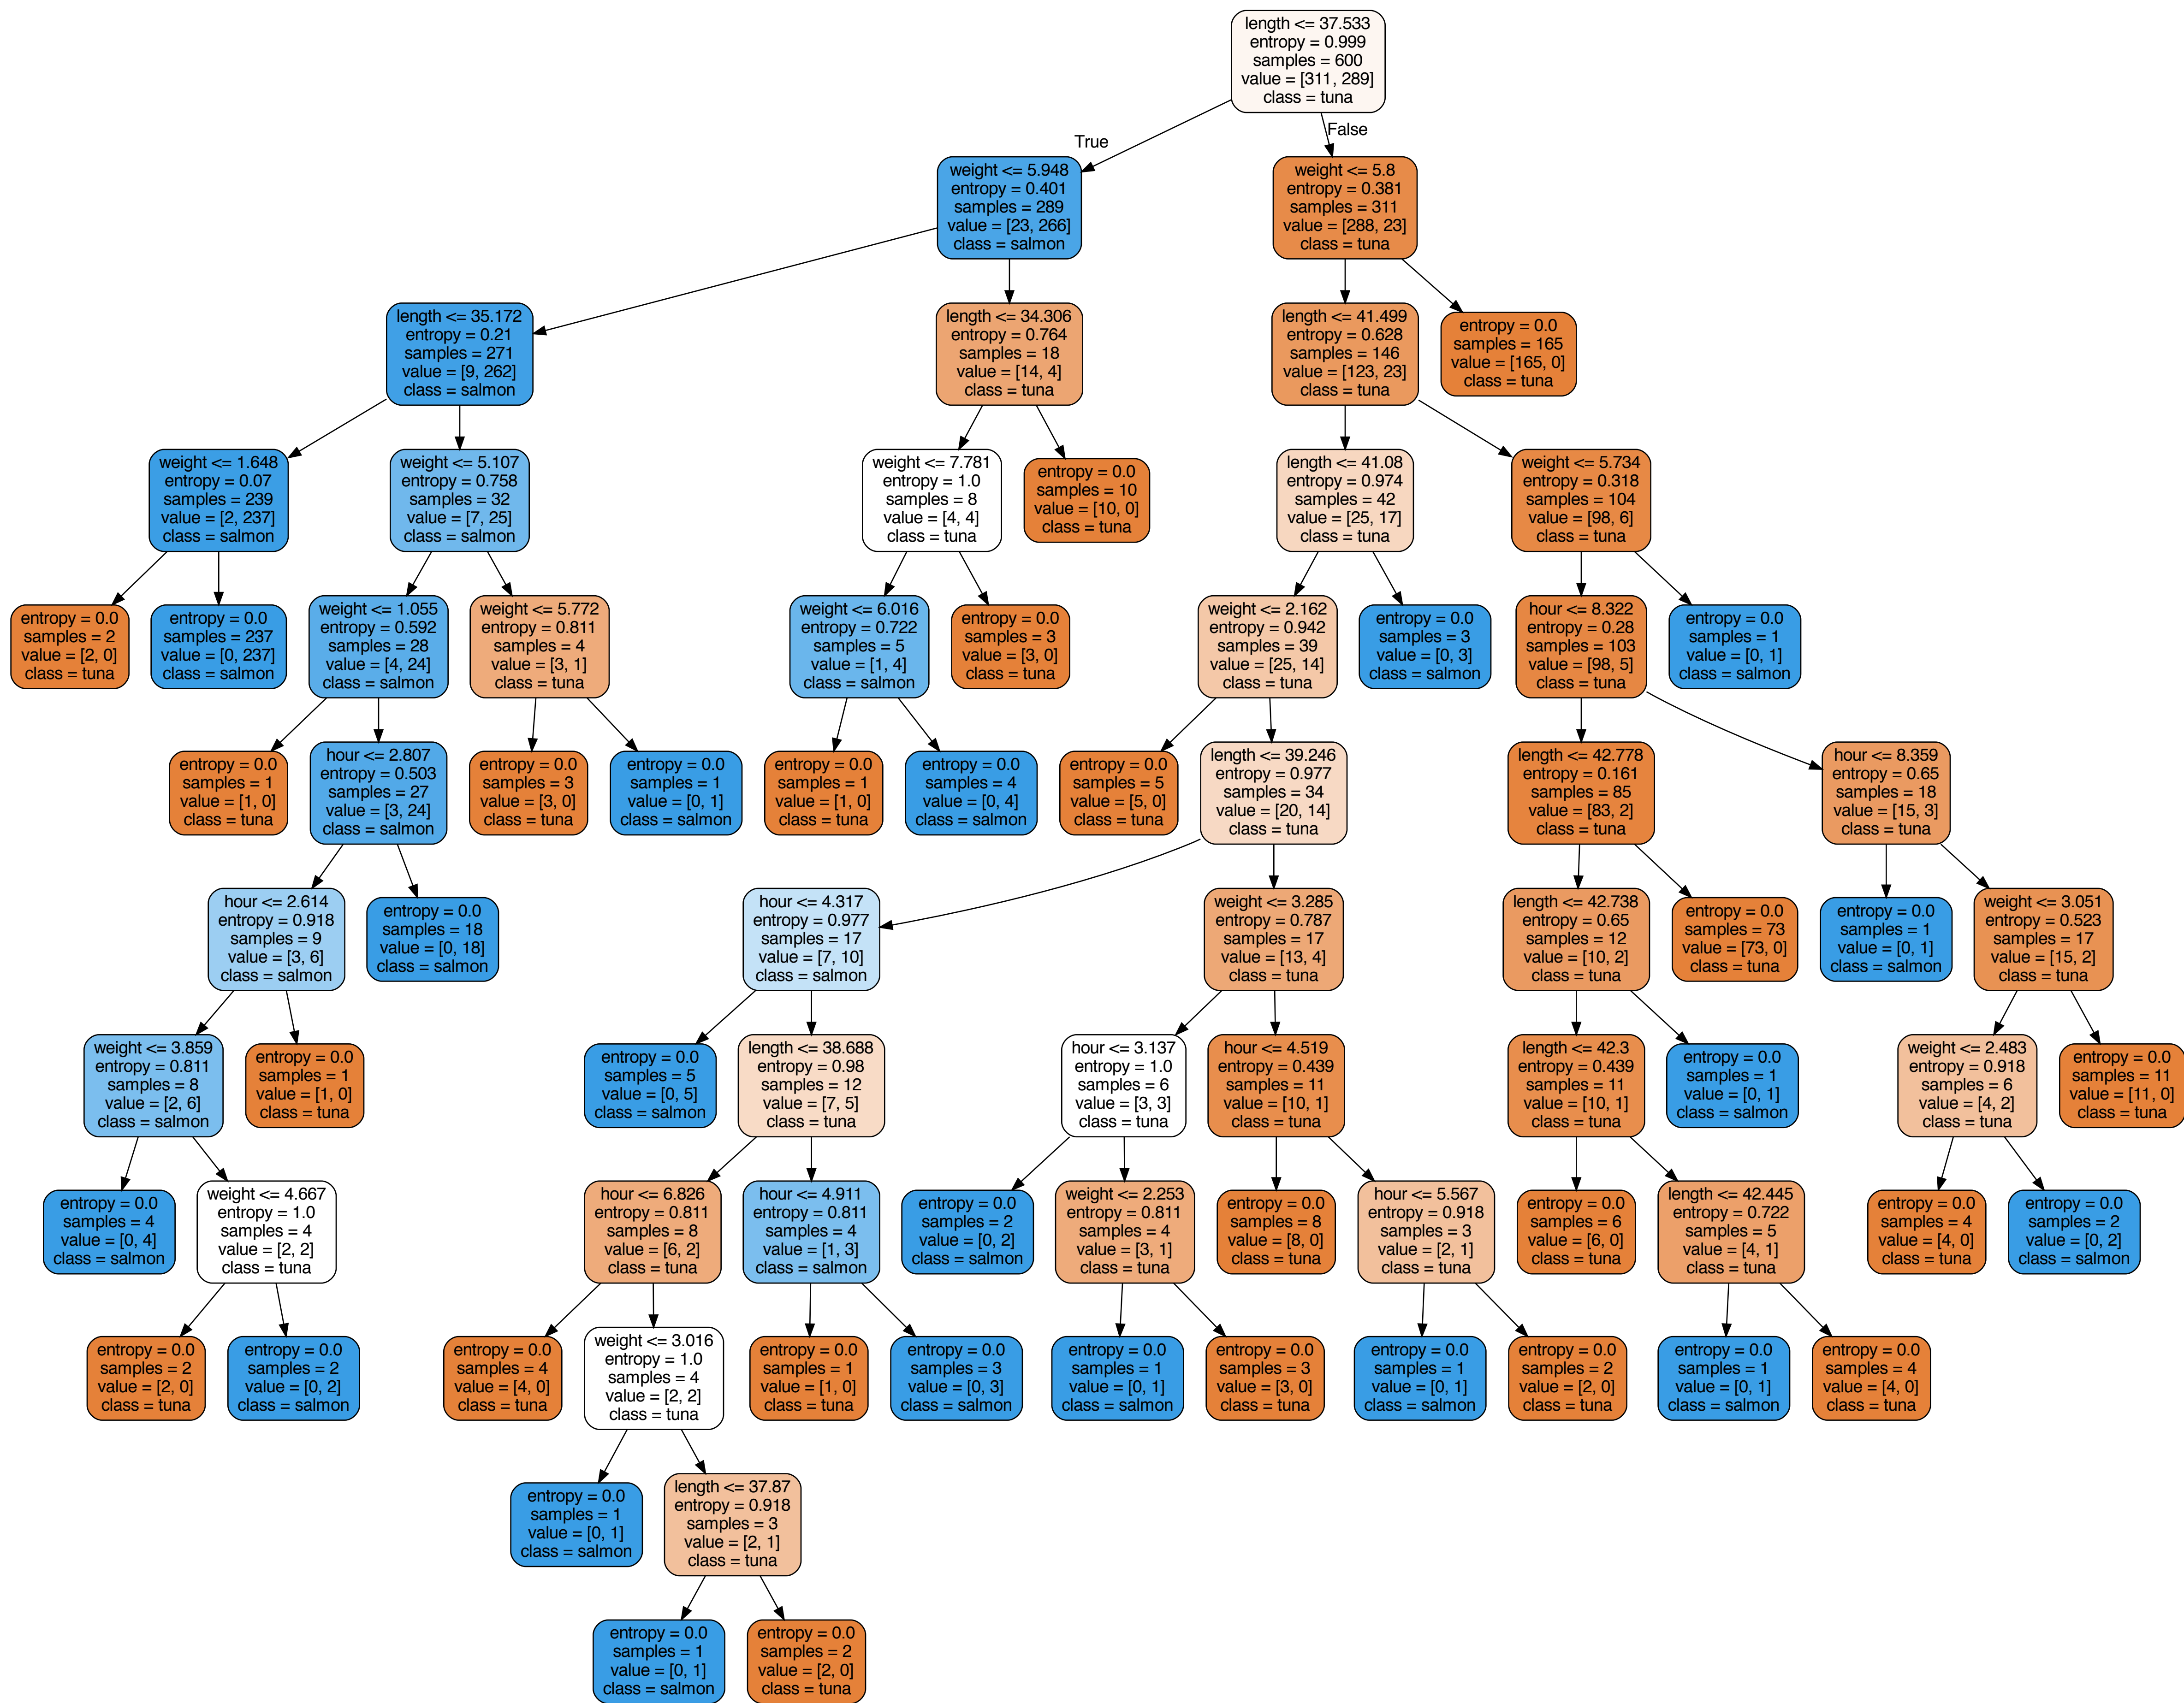 length <= 37.533
entropy = 0.999
samples = 600
value = [311, 289]
class = tuna
True
False
weight <= 5.948
entropy = 0.401
samples = 289
value = [23, 266]
class = salmon
weight <= 5.8
entropy = 0.381
samples = 311
value = [288, 23]
class = tuna
length <= 35.172
entropy = 0.21
samples = 271
value = [9, 262]
class = salmon
length <= 34.306
entropy = 0.764
samples = 18
value = [14, 4]
class = tuna
length <= 41.499
entropy = 0.628
samples = 146
value = [123, 23]
class = tuna
entropy = 0.0
samples = 165
value = [165, 0]
class = tuna
weight <= 1.648
entropy = 0.07
samples = 239
value = [2, 237]
class = salmon
weight <= 5.107
entropy = 0.758
samples = 32
value = [7, 25]
class = salmon
weight <= 7.781
entropy = 1.0
samples = 8
value = [4, 4]
class = tuna
entropy = 0.0
samples = 10
value = [10, 0]
class = tuna
length <= 41.08
entropy = 0.974
samples = 42
value = [25, 17]
class = tuna
weight <= 5.734
entropy = 0.318
samples = 104
value = [98, 6]
class = tuna
entropy = 0.0
samples = 2
value = [2, 0]
class = tuna
entropy = 0.0
samples = 237
value = [0, 237]
class = salmon
weight <= 1.055
entropy = 0.592
samples = 28
value = [4, 24]
class = salmon
weight <= 5.772
entropy = 0.811
samples = 4
value = [3, 1]
class = tuna
weight <= 6.016
entropy = 0.722
samples = 5
value = [1, 4]
class = salmon
entropy = 0.0
samples = 3
value = [3, 0]
class = tuna
weight <= 2.162
entropy = 0.942
samples = 39
value = [25, 14]
class = tuna
entropy = 0.0
samples = 3
value = [0, 3]
class = salmon
hour <= 8.322
entropy = 0.28
samples = 103
value = [98, 5]
class = tuna
entropy = 0.0
samples = 1
value = [0, 1]
class = salmon
entropy = 0.0
samples = 1
value = [1, 0]
class = tuna
hour <= 2.807
entropy = 0.503
samples = 27
value = [3, 24]
class = salmon
entropy = 0.0
samples = 3
value = [3, 0]
class = tuna
entropy = 0.0
samples = 1
value = [0, 1]
class = salmon
entropy = 0.0
samples = 1
value = [1, 0]
class = tuna
entropy = 0.0
samples = 4
value = [0, 4]
class = salmon
entropy = 0.0
samples = 5
value = [5, 0]
class = tuna
length <= 39.246
entropy = 0.977
samples = 34
value = [20, 14]
class = tuna
length <= 42.778
entropy = 0.161
samples = 85
value = [83, 2]
class = tuna
hour <= 8.359
entropy = 0.65
samples = 18
value = [15, 3]
class = tuna
hour <= 2.614
entropy = 0.918
samples = 9
value = [3, 6]
class = salmon
entropy = 0.0
samples = 18
value = [0, 18]
class = salmon
hour <= 4.317
entropy = 0.977
samples = 17
value = [7, 10]
class = salmon
weight <= 3.285
entropy = 0.787
samples = 17
value = [13, 4]
class = tuna
length <= 42.738
entropy = 0.65
samples = 12
value = [10, 2]
class = tuna
entropy = 0.0
samples = 73
value = [73, 0]
class = tuna
entropy = 0.0
samples = 1
value = [0, 1]
class = salmon
weight <= 3.051
entropy = 0.523
samples = 17
value = [15, 2]
class = tuna
weight <= 3.859
entropy = 0.811
samples = 8
value = [2, 6]
class = salmon
entropy = 0.0
samples = 1
value = [1, 0]
class = tuna
entropy = 0.0
samples = 5
value = [0, 5]
class = salmon
length <= 38.688
entropy = 0.98
samples = 12
value = [7, 5]
class = tuna
hour <= 3.137
entropy = 1.0
samples = 6
value = [3, 3]
class = tuna
hour <= 4.519
entropy = 0.439
samples = 11
value = [10, 1]
class = tuna
length <= 42.3
entropy = 0.439
samples = 11
value = [10, 1]
class = tuna
entropy = 0.0
samples = 1
value = [0, 1]
class = salmon
weight <= 2.483
entropy = 0.918
samples = 6
value = [4, 2]
class = tuna
entropy = 0.0
samples = 11
value = [11, 0]
class = tuna
entropy = 0.0
samples = 4
value = [0, 4]
class = salmon
weight <= 4.667
entropy = 1.0
samples = 4
value = [2, 2]
class = tuna
hour <= 6.826
entropy = 0.811
samples = 8
value = [6, 2]
class = tuna
hour <= 4.911
entropy = 0.811
samples = 4
value = [1, 3]
class = salmon
entropy = 0.0
samples = 2
value = [0, 2]
class = salmon
weight <= 2.253
entropy = 0.811
samples = 4
value = [3, 1]
class = tuna
entropy = 0.0
samples = 8
value = [8, 0]
class = tuna
hour <= 5.567
entropy = 0.918
samples = 3
value = [2, 1]
class = tuna
entropy = 0.0
samples = 6
value = [6, 0]
class = tuna
length <= 42.445
entropy = 0.722
samples = 5
value = [4, 1]
class = tuna
entropy = 0.0
samples = 4
value = [4, 0]
class = tuna
entropy = 0.0
samples = 2
value = [0, 2]
class = salmon
entropy = 0.0
samples = 2
value = [2, 0]
class = tuna
entropy = 0.0
samples = 2
value = [0, 2]
class = salmon
entropy = 0.0
samples = 4
value = [4, 0]
class = tuna
weight <= 3.016
entropy = 1.0
samples = 4
value = [2, 2]
class = tuna
entropy = 0.0
samples = 1
value = [1, 0]
class = tuna
entropy = 0.0
samples = 3
value = [0, 3]
class = salmon
entropy = 0.0
samples = 1
value = [0, 1]
class = salmon
entropy = 0.0
samples = 3
value = [3, 0]
class = tuna
entropy = 0.0
samples = 1
value = [0, 1]
class = salmon
entropy = 0.0
samples = 2
value = [2, 0]
class = tuna
entropy = 0.0
samples = 1
value = [0, 1]
class = salmon
entropy = 0.0
samples = 4
value = [4, 0]
class = tuna
entropy = 0.0
samples = 1
value = [0, 1]
class = salmon
length <= 37.87
entropy = 0.918
samples = 3
value = [2, 1]
class = tuna
entropy = 0.0
samples = 1
value = [0, 1]
class = salmon
entropy = 0.0
samples = 2
value = [2, 0]
class = tuna